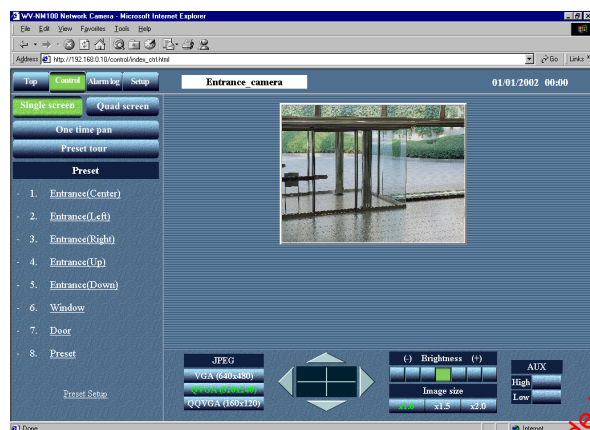 WV-NM100 Network Camera - Microsoft Internet Explorer
File Edit View Favorites Tools Help
Address http://192.168.0.10/control/index_ctrl.html Go Links
Top Control Alarm log Setup Entrance_camera 01/01/2002 00:00
Single screen Quad screen
One time pan
Preset tour
Preset
- 1. Entrance(Center)
- 2. Entrance(Left)
- 3. Entrance(Right)
- 4. Entrance(Up)
- 5. Entrance(Down)
- 6. Window
- 7. Door
- 8. Preset
Preset Setup
JPEG
VGA (640x480)
QVGA (320x240)
QQVGA (160x120)
(-) Brightness (+)
Image size
x1.0 x1.5 x2.0
AUX
High
Low
Done Internet